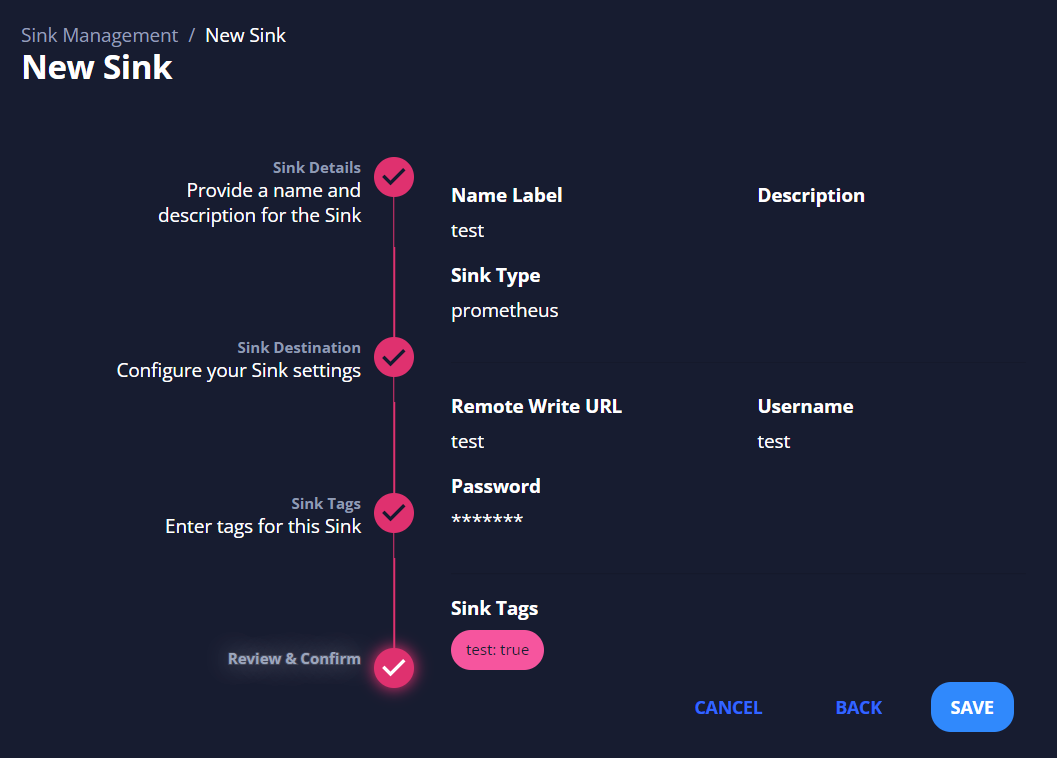 Sink Management / New Sink
New Sink
Sink Details
Provide a name and
description for the Sink
Sink Destination
Configure your Sink settings
Sink Tags
Enter tags for this Sink
Review & Confirm
Name Label
test
Description
Sink Type
prometheus
Remote Write URL
test
Username
test
Password
*******
Sink Tags
test: true
CANCEL
BACK
SAVE